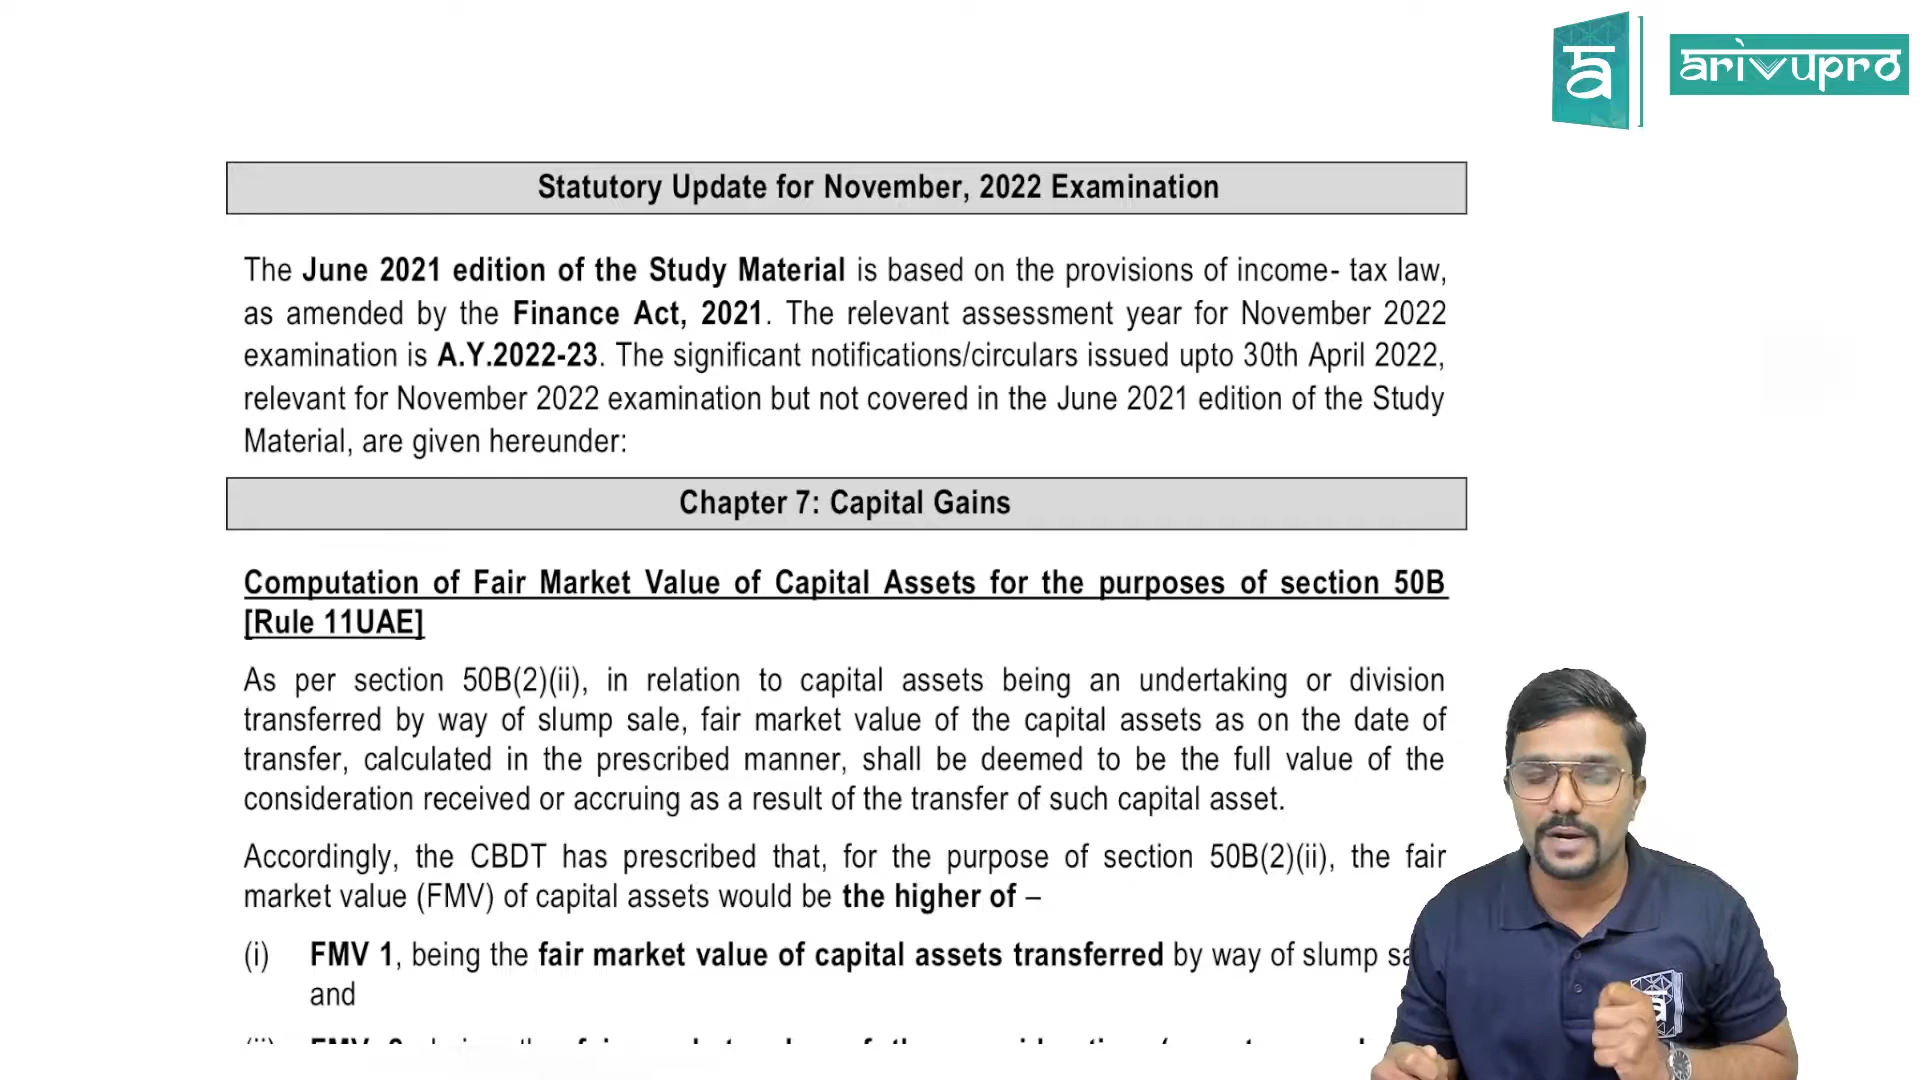 a
arivupro
Statutory Update for November, 2022 Examination
The June 2021 edition of the Study Material is based on the provisions of income- tax law,
as amended by the Finance Act, 2021. The relevant assessment year for November 2022
examination is A.Y.2022-23. The significant notifications/circulars issued upto 30th April 2022,
relevant for November 2022 examination but not covered in the June 2021 edition of the Study
Material, are given hereunder:
Chapter 7: Capital Gains
Computation of Fair Market Value of Capital Assets for the purposes of section 50B
[Rule 11UAE]
As per section 50B(2)(ii), in relation to capital assets being an undertaking or division
transferred by way of slump sale, fair market value of the capital assets as on the date of
transfer, calculated in the prescribed manner, shall be deemed to be the full value of the
consideration received or accruing as a result of the transfer of such capital asset.
Accordingly, the CBDT has prescribed that, for the purpose of section 50B(2)(ii), the fair
market value (FMV) of capital assets would be the higher of –
(i) FMV 1, being the fair market value of capital assets transferred by way of slump
and
a